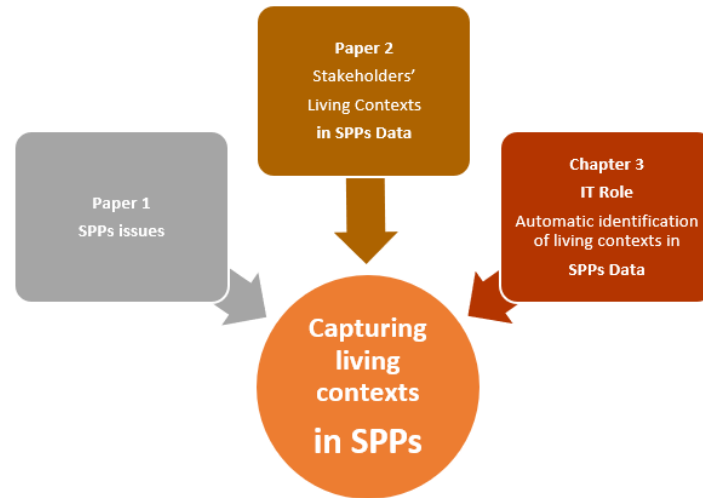 Paper 1
SPPs issues
Paper 2
Stakeholders'
Living Contexts
in SPPs Data
Chapter 3
IT Role
Automatic identification
of living contexts in
SPPs Data
Capturing
living
contexts
in SPPs